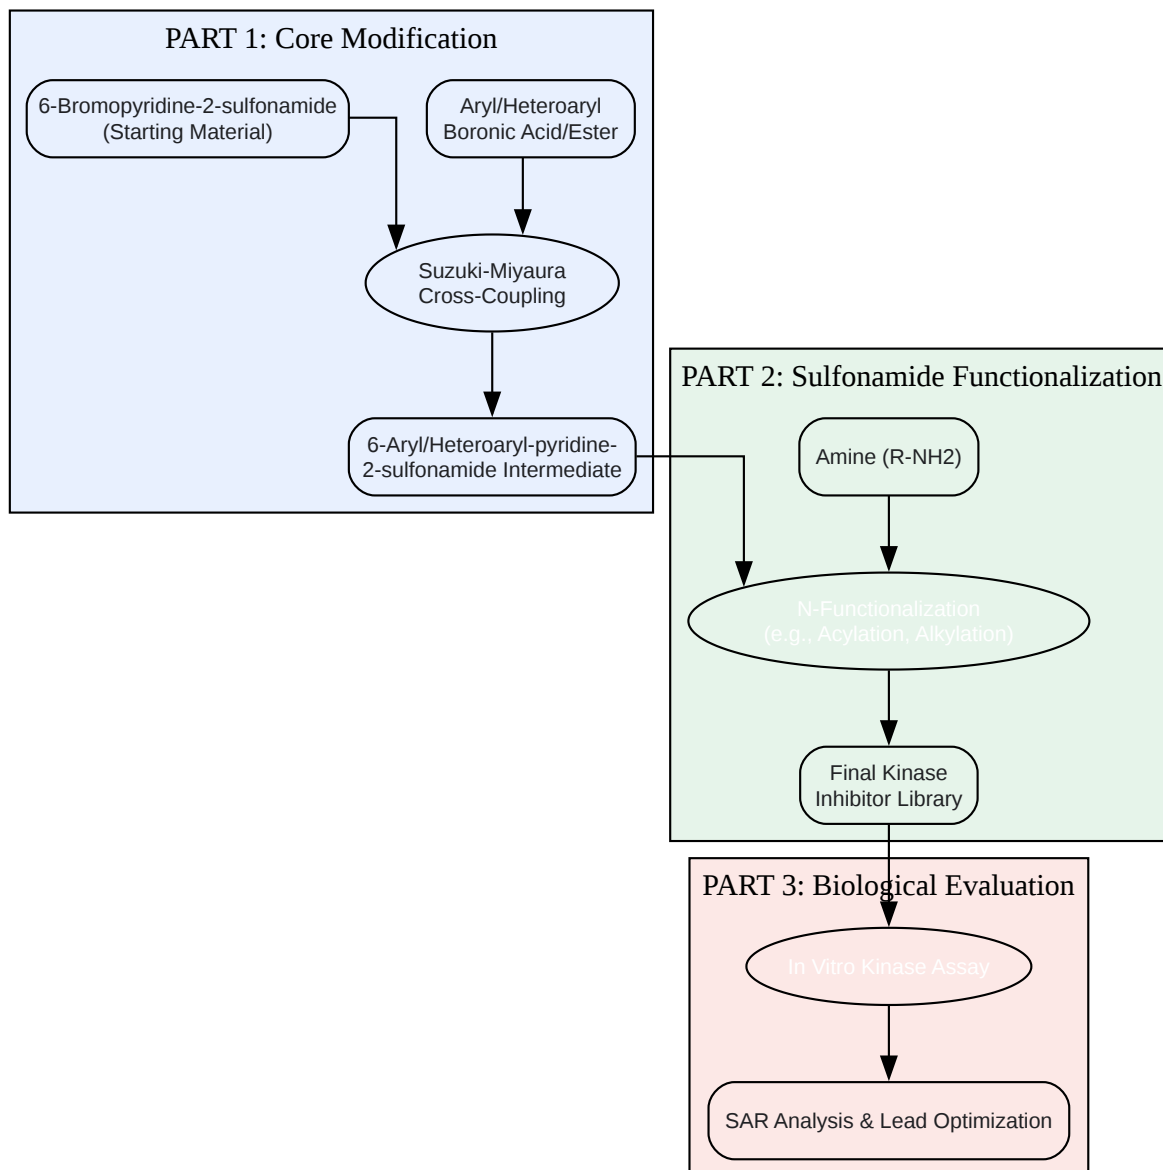 PART 1: Core Modification
6-Bromopyridine-2-sulfonamide
(Starting Material)
Aryl/Heteroaryl
Boronic Acid/Ester
Suzuki-Miyaura
Cross-Coupling
6-Aryl/Heteroaryl-pyridine-
2-sulfonamide Intermediate
PART 2: Sulfonamide Functionalization
Amine (R-NH2)
N-Functionalization
(e.g., Acylation, Alkylation)
Final Kinase
Inhibitor Library
PART 3: Biological Evaluation
In Vitro Kinase Assay
SAR Analysis & Lead Optimization